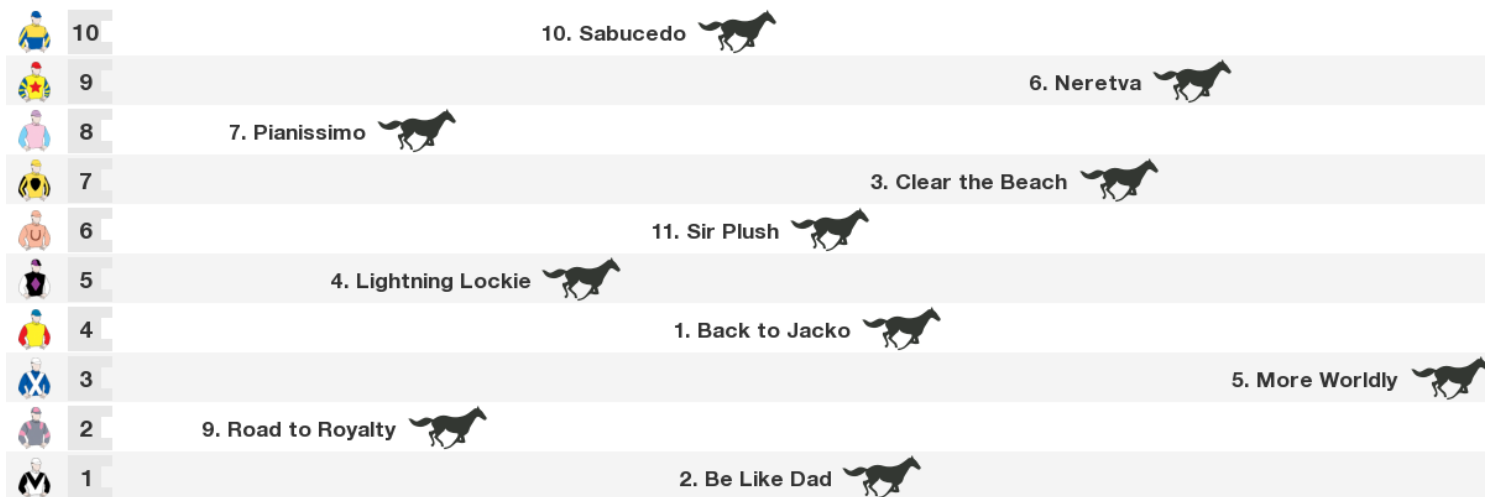 10 10. Sabucedo
9 6. Neretva
8 7. Pianissimo
7 3. Clear the Beach
6 11. Sir Plush
5 4. Lightning Lockie
4 1. Back to Jacko
3 5. More Worldly
2 9. Road to Royalty
1 2. Be Like Dad